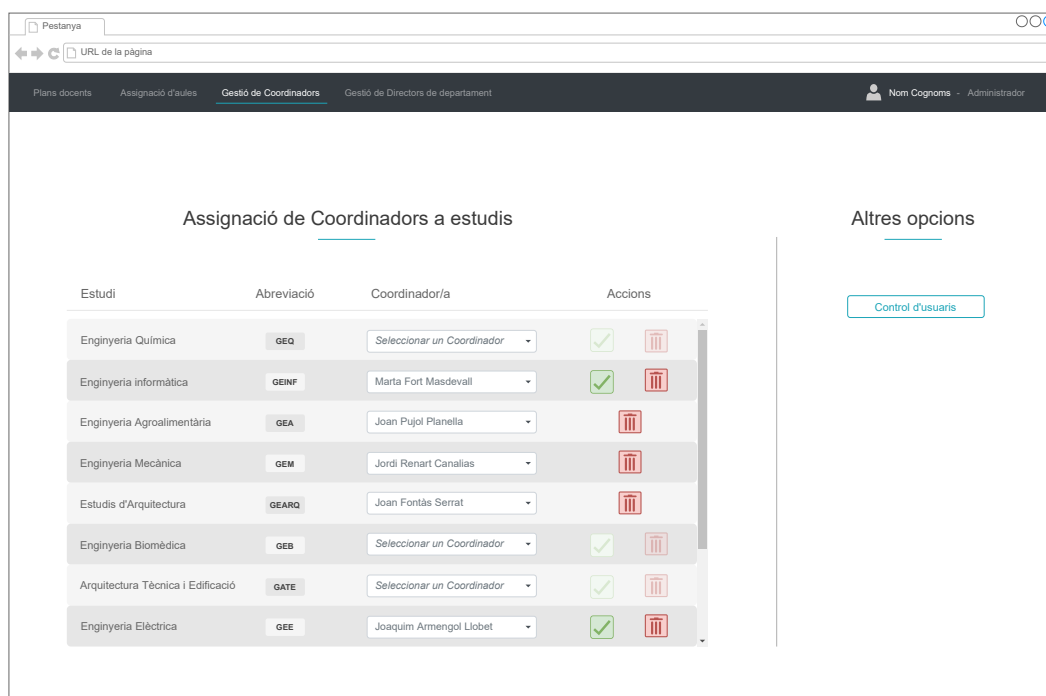 Pestanya
URL de la pàgina
Plans docents Assignació d'aules Gestió de Coordinadors Gestió de Directors de departament Nom Cognoms - Administrador
Assignació de Coordinadors a estudis
Altres opcions
Estudi Abreviació Coordinador/a Accions
Control d'usuaris
Enginyeria Química GEQ Seleccionar un Coordinador
Enginyeria informàtica GEINF Marta Fort Masdevall
Enginyeria Agroalimentària GEA Joan Pujol Planella
Enginyeria Mecànica GEM Jordi Renart Canalias
Estudis d'Arquitectura GEARQ Joan Fontàs Serrat
Enginyeria Biomèdica GEB Seleccionar un Coordinador
Arquitectura Tècnica i Edificació GATE Seleccionar un Coordinador
Enginyeria Elèctrica GEE Joaquim Armengol Llobet